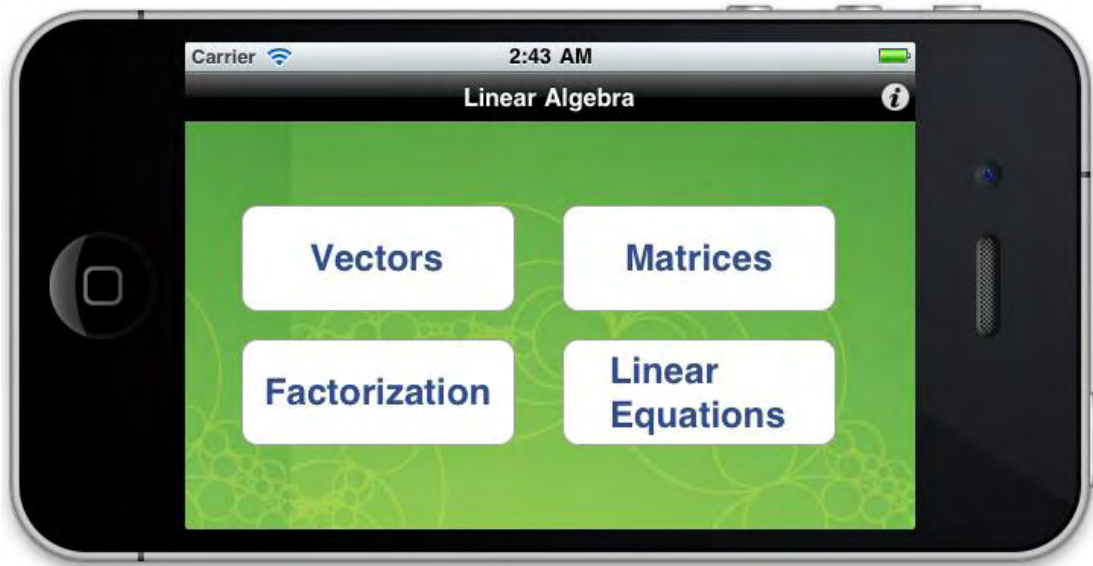 Carrier 2:43 AM
Linear Algebra
Vectors Matrices
Factorization Linear
Equations